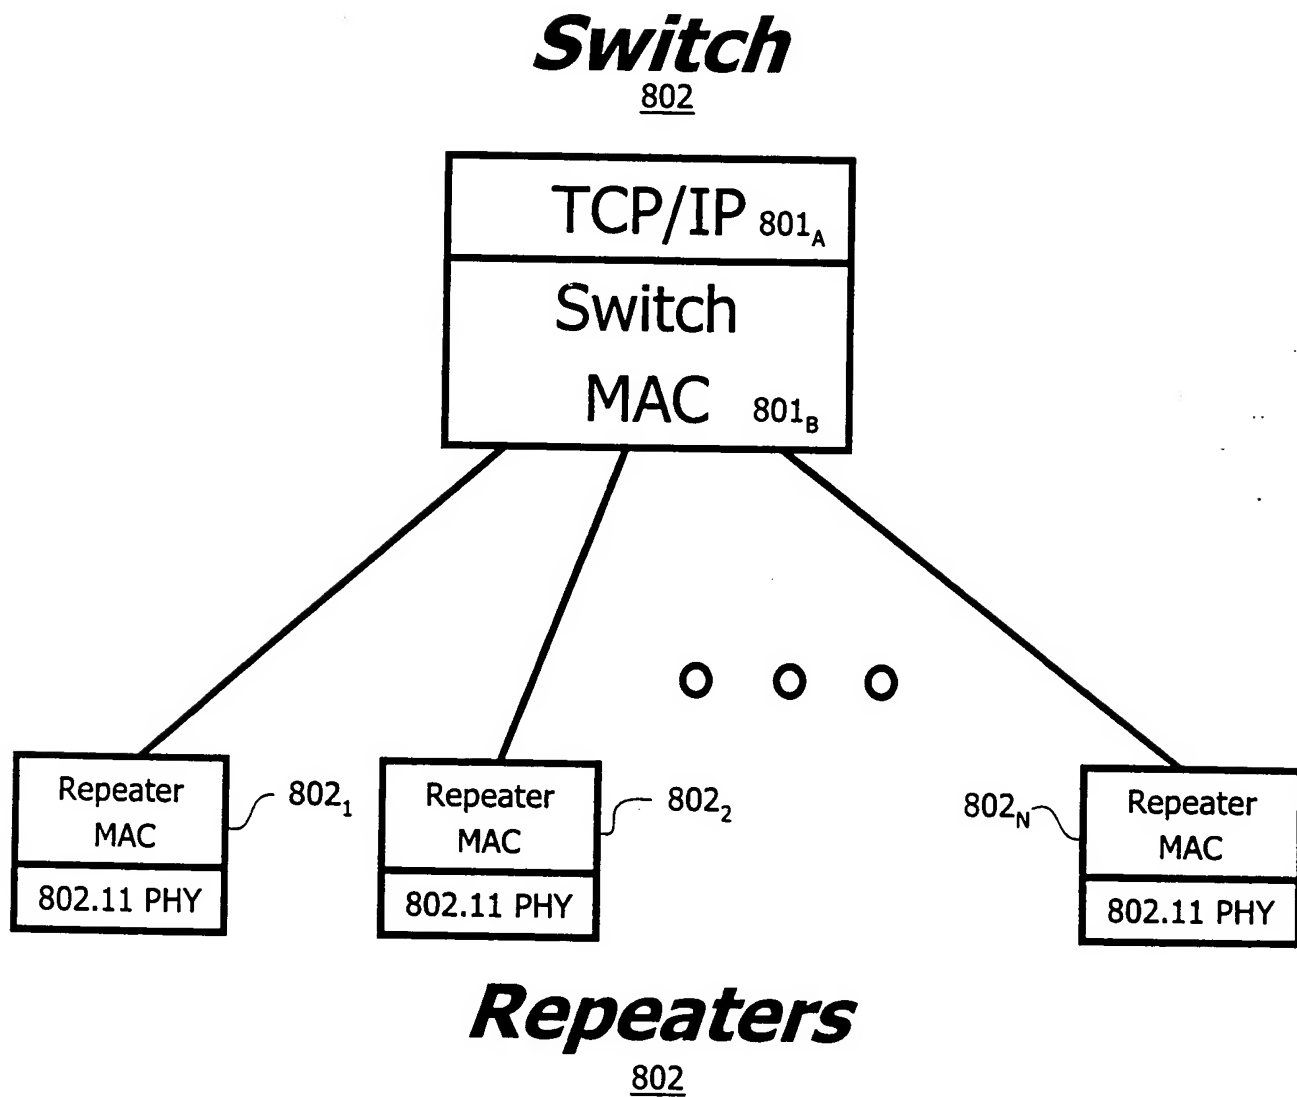 Switch
802
TCP/IP 801A
Switch
MAC 801B
Repeater
MAC
802.11 PHY
8021
Repeater
MAC
802.11 PHY
8022
802N
Repeater
MAC
802.11 PHY
Repeaters
802